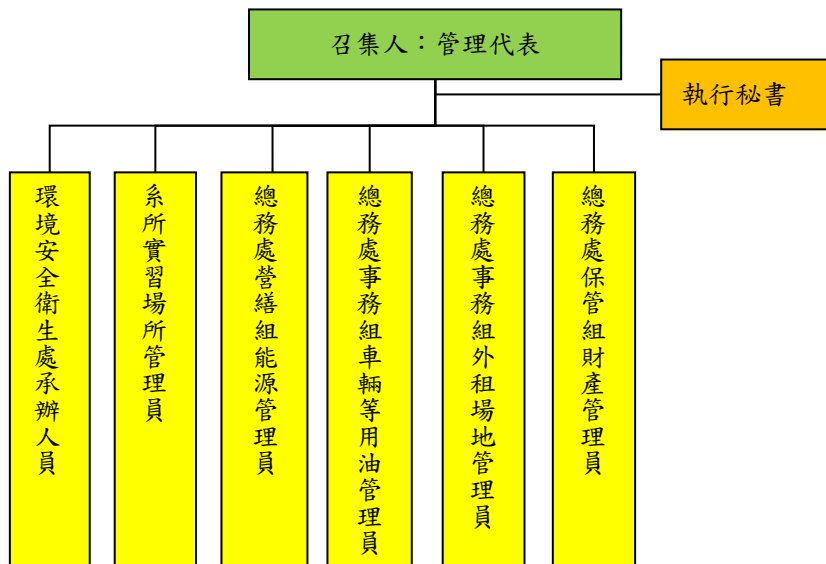 召集人：管理代表
執行秘書
環境安全衛生處承辦人員
系所實習場所管理員
總務處營繕組能源管理員
總務處事務組車輛等用油管理員
總務處事務組外租場地管理員
總務處保管組財產管理員